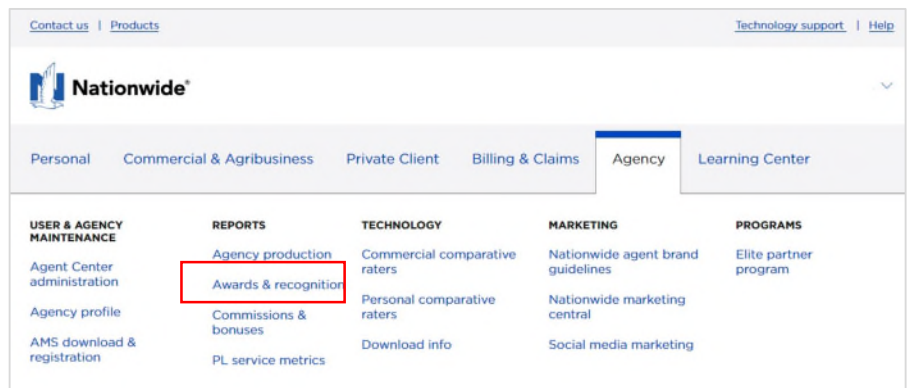 Contact us | Products
Technology support | Help
Nationwide®
Personal
Commercial & Agribusiness
Private Client
Billing & Claims
Agency
Learning Center
USER & AGENCY
MAINTENANCE
Agent Center
administration
Agency profile
AMS download &
registration
REPORTS
Agency production
Awards & recognition
Commissions &
bonuses
PL service metrics
TECHNOLOGY
Commercial comparative
raters
Personal comparative
raters
Download info
MARKETING
Nationwide agent brand
guidelines
Nationwide marketing
central
Social media marketing
PROGRAMS
Elite partner
program